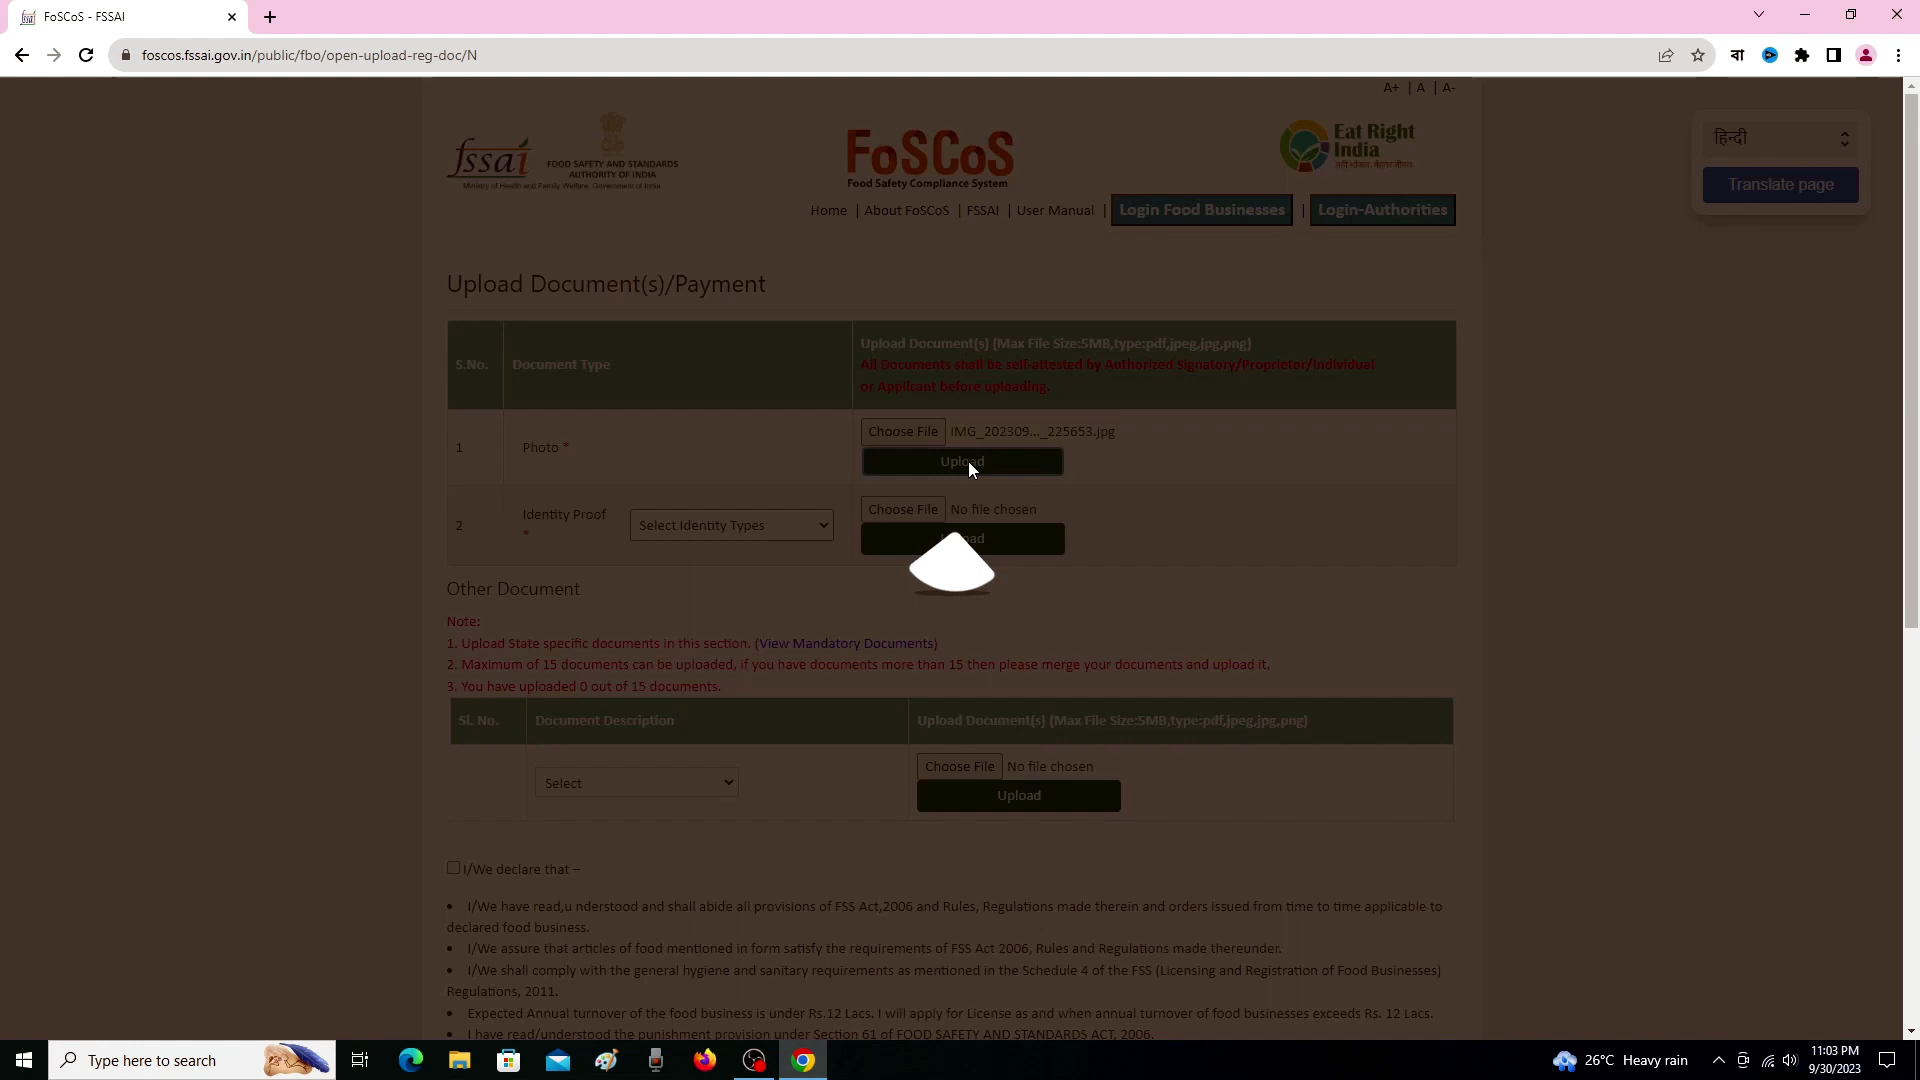 FoSCoS - FSSAI
foscos.fssai.gov.in/public/fbo/open-upload-reg-doc/N
বা
A+ | A | A-
fssai
FOOD SAFETY AND STANDARDS
AUTHORITY OF INDIA
Ministry of Health and Family Welfare, Government of India
FoSCoS
Food Safety Compliance System
Eat Right
India
हिन्दी
Translate page
Home | About FoSCoS | FSSAI | User Manual | Login Food Businesses | Login-Authorities
Upload Document(s)/Payment
S.No. Document Type
Upload Document(s) (Max File Size:5MB,type:pdf,jpeg,jpg,png)
All Documents shall be self-attested by Authorized Signatory/Proprietor/Individual
or Applicant before uploading.
1 Photo * Choose File IMG_202309..._225653.jpg
Upload
2 Identity Proof * Select Identity Types Choose File No file chosen
Other Document
Note:
1. Upload State specific documents in this section. (View Mandatory Documents)
2. Maximum of 15 documents can be uploaded, if you have documents more than 15 then please merge your documents and upload it.
3. You have uploaded 0 out of 15 documents.
Sl. No. Document Description Upload Document(s) (Max File Size:5MB,type:pdf,jpeg,jpg,png)
Select Choose File No file chosen
Upload
I/We declare that –
• I/We have read,u nderstood and shall abide all provisions of FSS Act,2006 and Rules, Regulations made therein and orders issued from time to time applicable to
declared food business.
• I/We assure that articles of food mentioned in form satisfy the requirements of FSS Act 2006, Rules and Regulations made thereunder.
• I/We shall comply with the general hygiene and sanitary requirements as mentioned in the Schedule 4 of the FSS (Licensing and Registration of Food Businesses)
Regulations, 2011.
• Expected Annual turnover of the food business is under Rs.12 Lacs. I will apply for License as and when annual turnover of food businesses exceeds Rs. 12 Lacs.
• I have read/understood the punishment provision under Section 61 of FOOD SAFETY AND STANDARDS ACT, 2006.
Type here to search
26°C Heavy rain
11:03 PM
9/30/2023